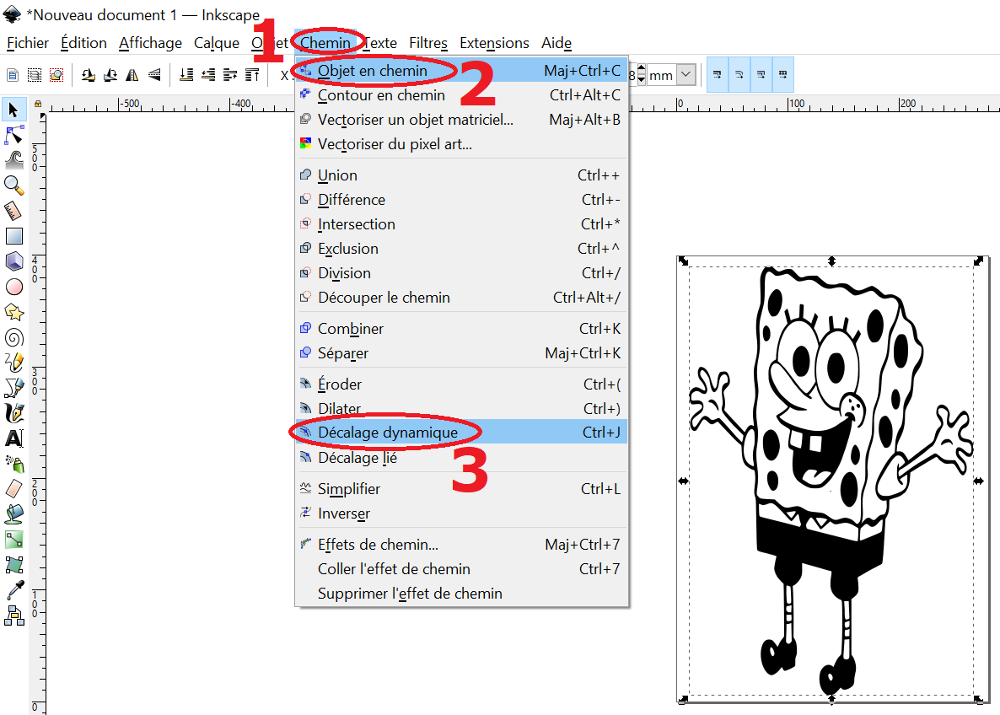 *Nouveau document 1 — Inkscape
Fichier Édition Affichage Calque Chemin Texte Filtres Extensions Aide
1
X
8 mm
Objet en chemin Maj+Ctrl+C
2
Contour en chemin Ctrl+Alt+C
Vectoriser un objet matriciel... Maj+Alt+B
Vectoriser du pixel art...
Union Ctrl++
Différence Ctrl+-
Intersection Ctrl+*
Exclusion Ctrl+^
Division Ctrl+/
Découper le chemin Ctrl+Alt+/
Combiner Ctrl+K
Séparer Maj+Ctrl+K
Éroder Ctrl+(
Dilater Ctrl+)
Décalage dynamique Ctrl+J
3
Décalage lié
Simplifier Ctrl+L
Inverser
Effets de chemin... Maj+Ctrl+7
Coller l'effet de chemin Ctrl+7
Supprimer l'effet de chemin
-500 -400 0 100 200
500
400
300
200
100
0